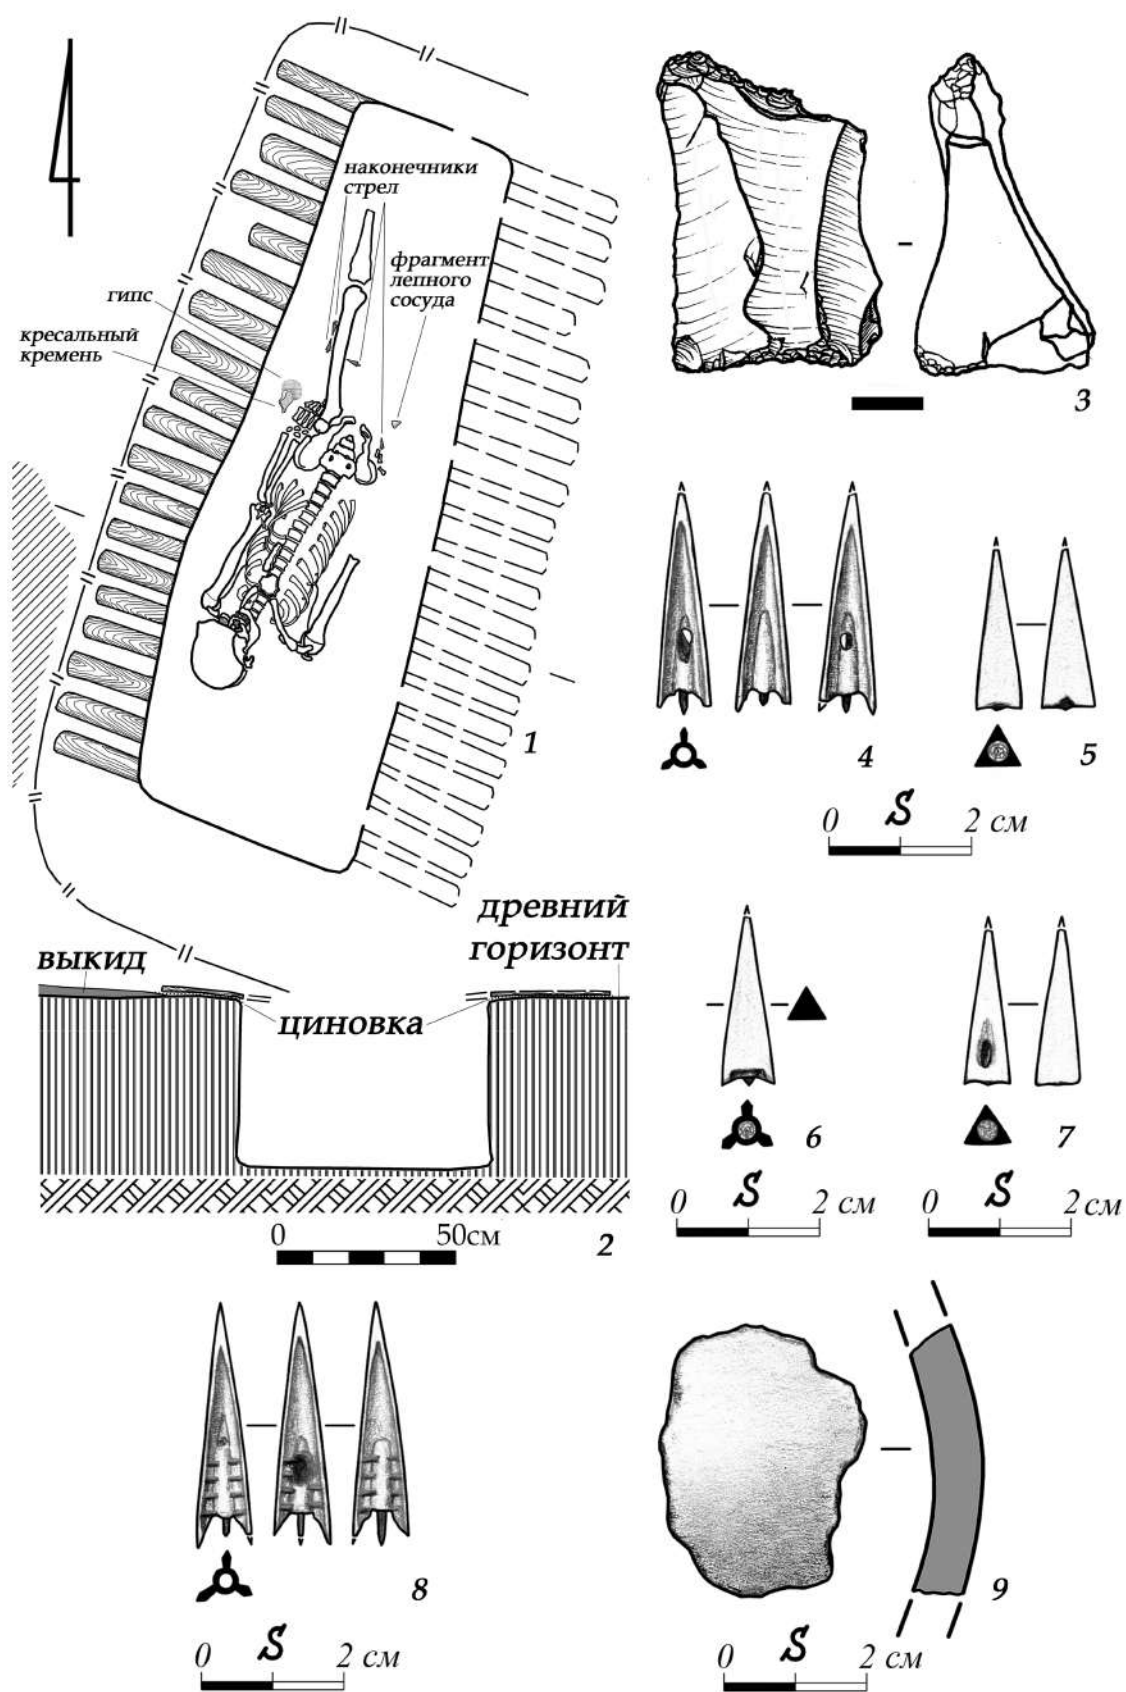 наконечники
стрел
фрагмент
лепного
сосуда
гипс
кресальный
кремень
1
3
4
5
0 S 2 см
древний
горизонт
выкид
циновка
0 50см
2
6
7
0 S 2 см
0 S 2 см
8
9
0 S 2 см
0 S 2 см